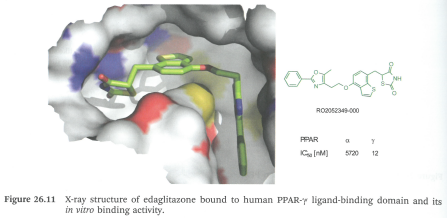 O
N
O
S
O
NH
S
O
RO2052349-000
PPAR α γ
IC50 [nM] 5720 12
Figure 26.11 X-ray structure of edaglitazone bound to human PPAR-γ ligand-binding domain and its
in vitro binding activity.